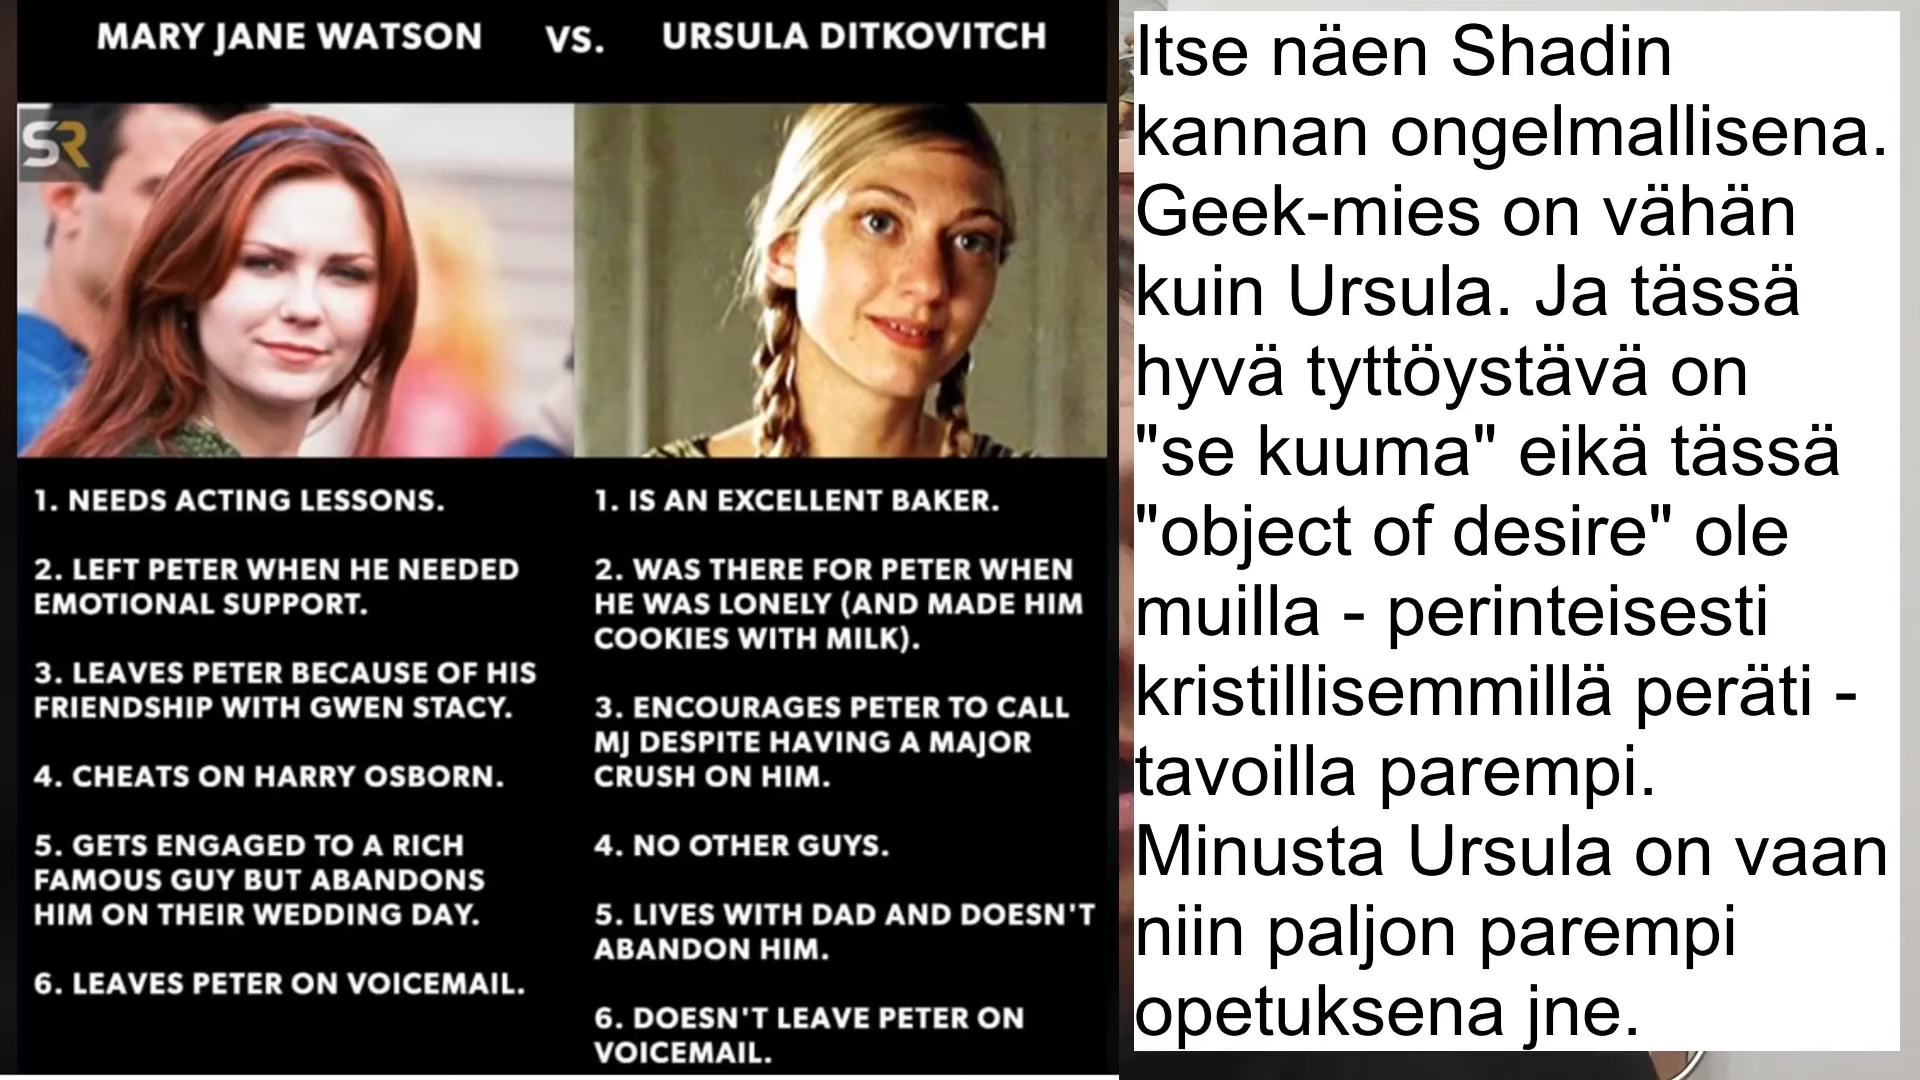 MARY JANE WATSON VS. URSULA DITKOVITCH
SR
1. NEEDS ACTING LESSONS.
2. LEFT PETER WHEN HE NEEDED
EMOTIONAL SUPPORT.
3. LEAVES PETER BECAUSE OF HIS
FRIENDSHIP WITH GWEN STACY.
4. CHEATS ON HARRY OSBORN.
5. GETS ENGAGED TO A RICH
FAMOUS GUY BUT ABANDONS
HIM ON THEIR WEDDING DAY.
6. LEAVES PETER ON VOICEMAIL.
1. IS AN EXCELLENT BAKER.
2. WAS THERE FOR PETER WHEN
HE WAS LONELY (AND MADE HIM
COOKIES WITH MILK).
3. ENCOURAGES PETER TO CALL
MJ DESPITE HAVING A MAJOR
CRUSH ON HIM.
4. NO OTHER GUYS.
5. LIVES WITH DAD AND DOESN'T
ABANDON HIM.
6. DOESN'T LEAVE PETER ON
VOICEMAIL.
Itse näen Shadin
kannan ongelmallisena.
Geek-mies on vähän
kuin Ursula. Ja tässä
hyvä tyttöystävä on
"se kuuma" eikä tässä
"object of desire" ole
muilla - perinteisesti
kristillisemmillä peräti -
tavoilla parempi.
Minusta Ursula on vaan
niin paljon parempi
opetuksena jne.